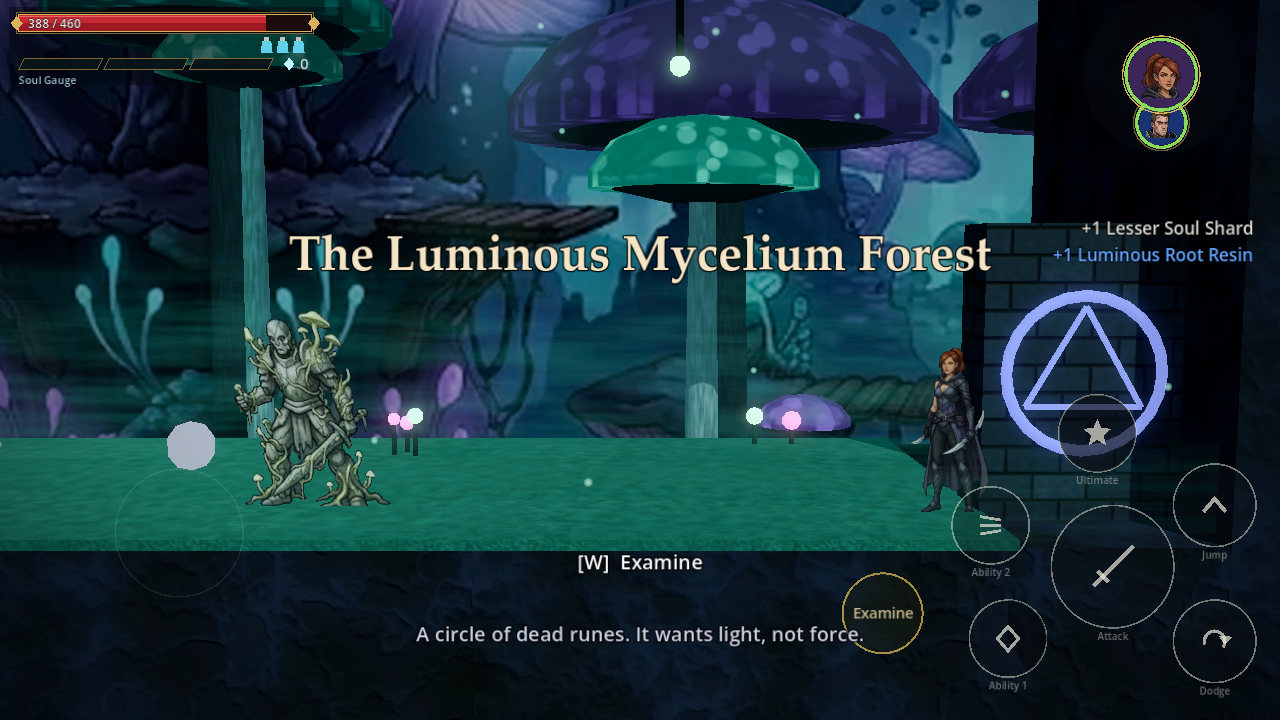 388 / 460
0
Soul Gauge
+1 Lesser Soul Shard
The Luminous Mycelium Forest
+1 Luminous Root Resin
Ultimate
Jump
[W] Examine
Ability 2
Examine
A circle of dead runes. It wants light, not force.
Attack
Ability 1
Dodge